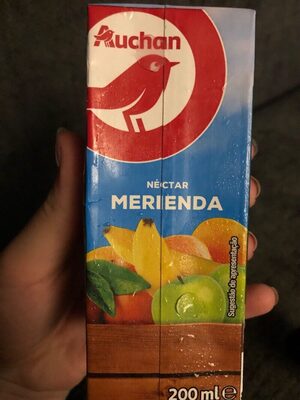 Auchan
NÉCTAR
MERIENDA
Sugestão de apresentação
200 ml e